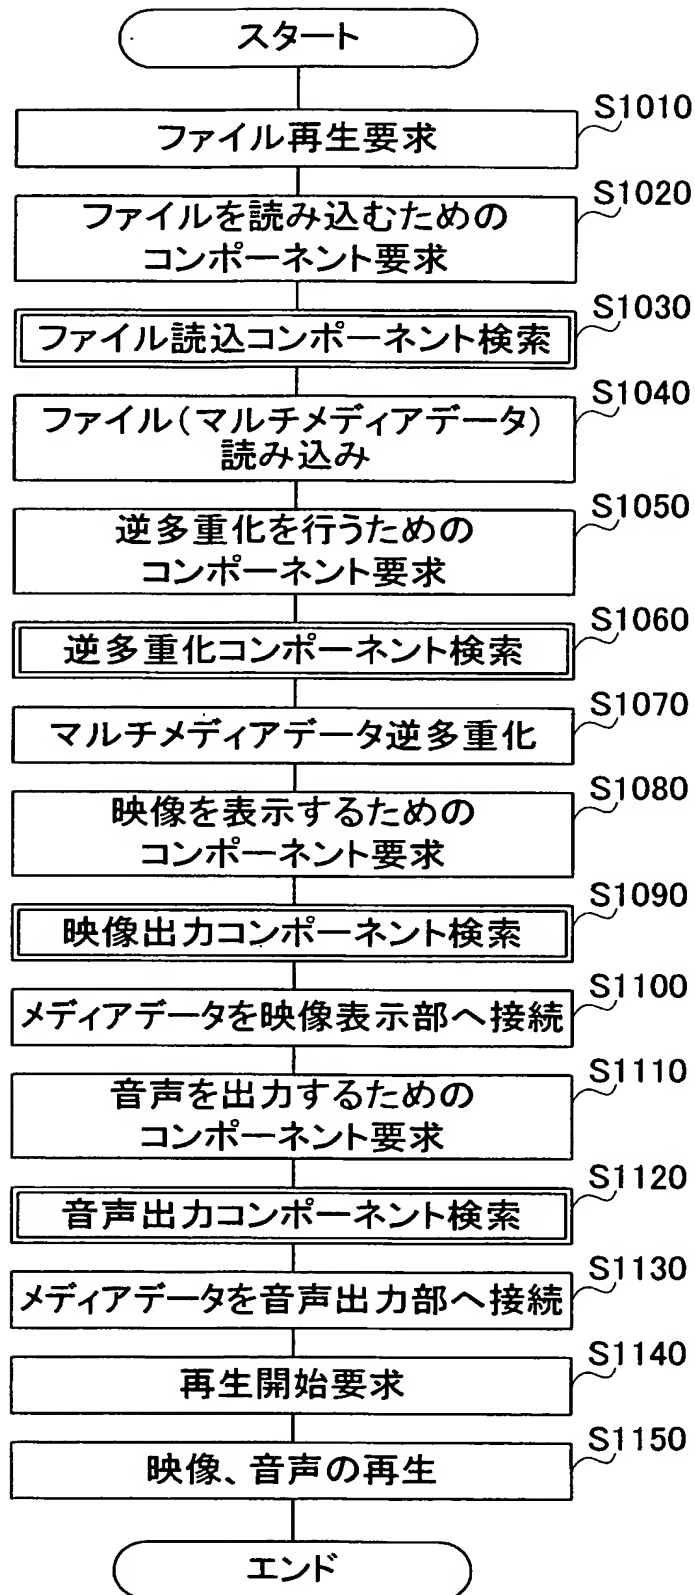 スタート
S1010
ファイル再生要求
S1020
ファイルを読み込むための
コンポーネント要求
S1030
ファイル読込コンポーネント検索
S1040
ファイル(マルチメディアデータ)
読み込み
S1050
逆多重化を行うための
コンポーネント要求
S1060
逆多重化コンポーネント検索
S1070
マルチメディアデータ逆多重化
S1080
映像を表示するための
コンポーネント要求
S1090
映像出力コンポーネント検索
S1100
メディアデータを映像表示部へ接続
S1110
音声を出力するための
コンポーネント要求
S1120
音声出力コンポーネント検索
S1130
メディアデータを音声出力部へ接続
S1140
再生開始要求
S1150
映像、音声の再生
エンド